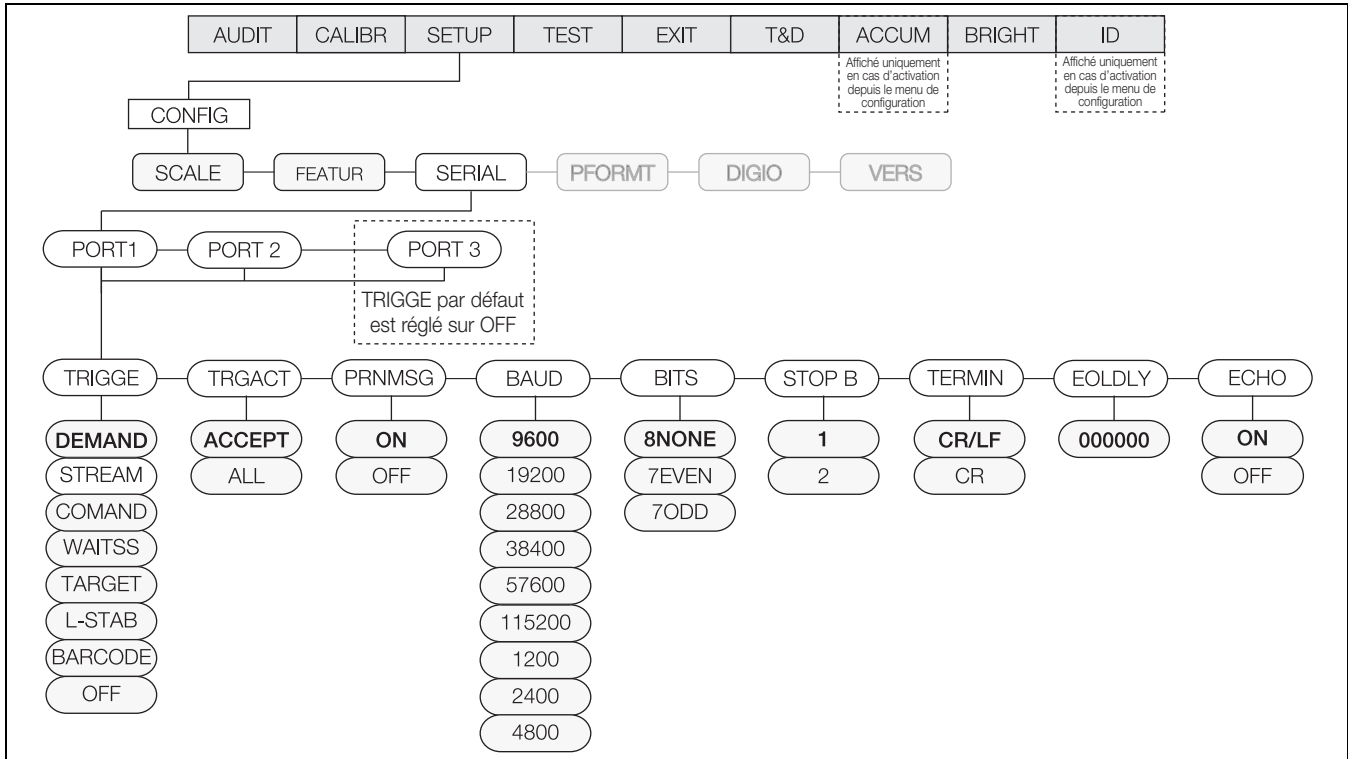 AUDIT CALIBR SETUP TEST EXIT T&D ACCUM BRIGHT ID
Affiché uniquement
en cas d'activation
depuis le menu de
configuration
Affiché uniquement
en cas d'activation
depuis le menu de
configuration
CONFIG
SCALE FEATUR SERIAL PFORMT DIGIO VERS
PORT1 PORT 2 PORT 3
TRIGGE par défaut
est réglé sur OFF
TRIGGE TRGACT PRNMSG BAUD BITS STOP B TERMIN EOLDLY ECHO
DEMAND ACCEPT ON 9600 8NONE 1 CR/LF 000000 ON
STREAM ALL OFF 19200 7EVEN 2 CR OFF
COMAND 28800 7ODD
WAITSS 38400
TARGET 57600
L-STAB 115200
BARCODE 1200
OFF 2400
4800